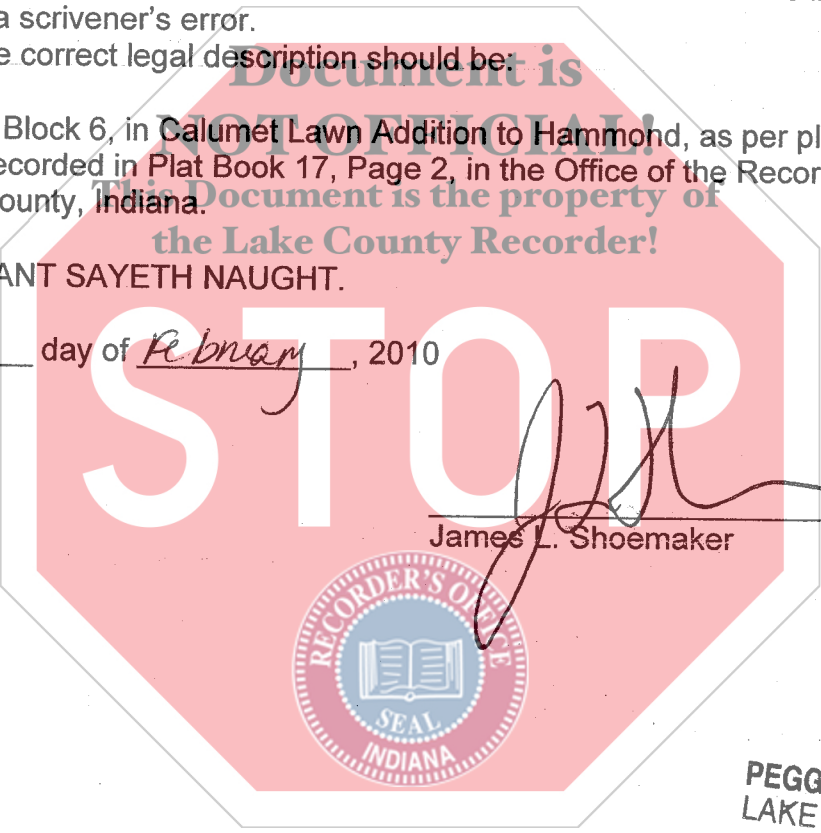 a scrivener's error.
e correct legal description should be:
Document is
NOT OFFICIAL!
Block 6, in Calumet Lawn Addition to Hammond, as per pl
ecorded in Plat Book 17, Page 2, in the Office of the Recor
ounty, Indiana.
This Document is the property of
the Lake County Recorder!
ANT SAYETH NAUGHT.
STOP
day of February, 2010
James L. Shoemaker
RECORDER'S OFFICE
SEAL
INDIANA
PEGG
LAKE